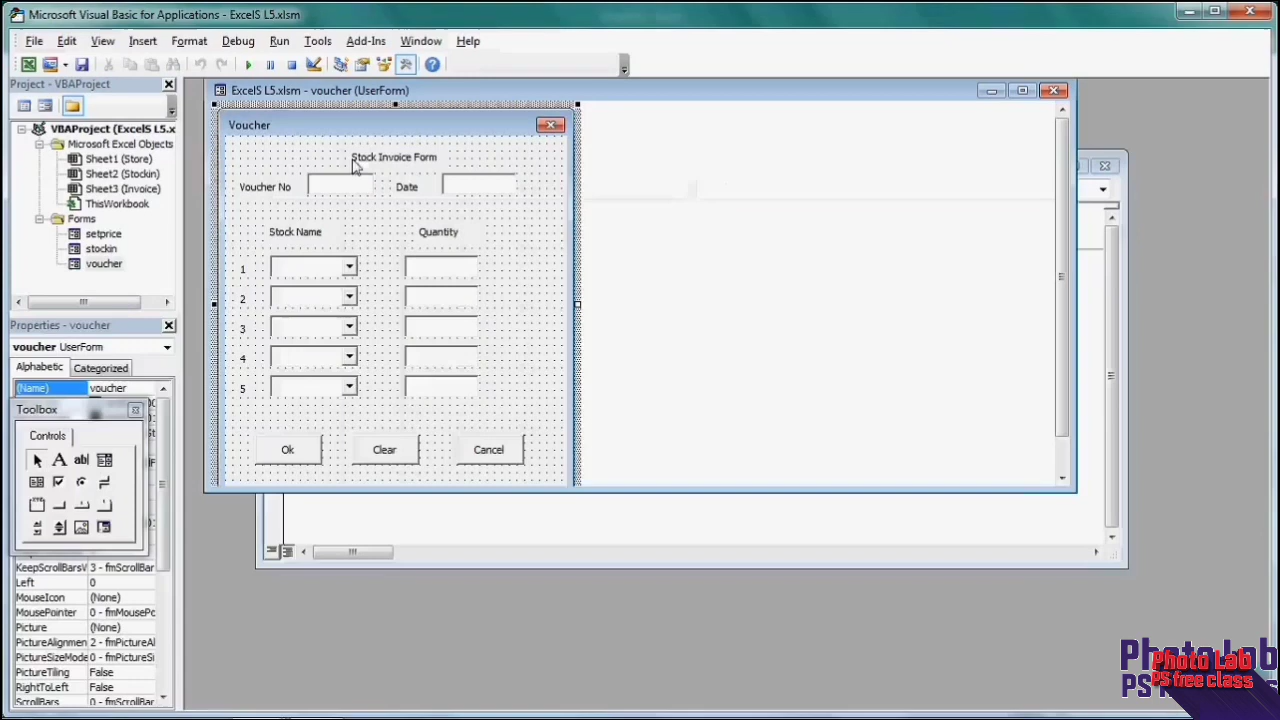 Microsoft Visual Basic for Applications - ExcelS L5.xlsm
File Edit View Insert Format Debug Run Tools Add-Ins Window Help
Project - VBAProject
VBAProject (ExcelS L5.x
Microsoft Excel Objects
Sheet1 (Store)
Sheet2 (Stockin)
Sheet3 (Invoice)
ThisWorkbook
Forms
setprice
stockin
voucher
Properties - voucher
voucher UserForm
Alphabetic Categorized
(Name) voucher
Toolbox
Controls
A ab
KeepScrollBarsV 3 - fmScrollBar
Left 0
MouseIcon (None)
MousePointer 0 - fmMousePo
Picture (None)
PictureAlignmen 2 - fmPictureAl
PictureSizeMode 0 - fmPictureSi
PictureTiling False
RightToLeft False
ScrollBars 0 - fmScrollBar
ExcelS L5.xlsm - voucher (UserForm)
Voucher
Stock Invoice Form
Voucher No Date
Stock Name Quantity
1
2
3
4
5
Ok Clear Cancel
Photo Lab
Photo Lab
PS free class
PS